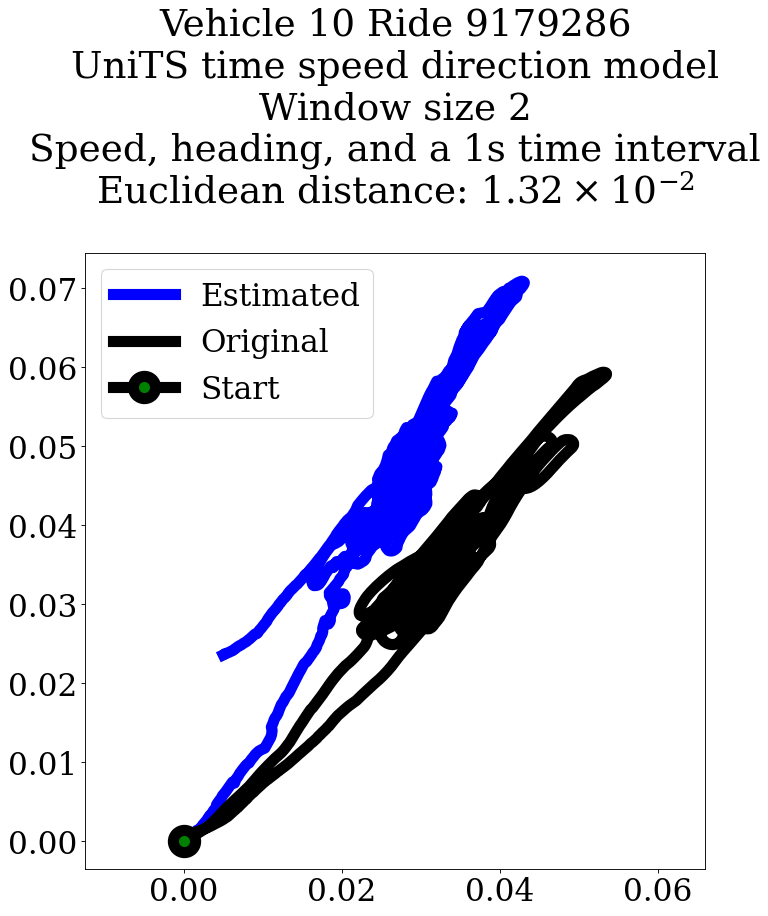 Vehicle 10 Ride 9179286
UniTS time speed direction model
Window size 2
Speed, heading, and a 1s time interval
Euclidean distance: 1.32 × 10⁻²
Estimated
Original
Start
0.07
0.06
0.05
0.04
0.03
0.02
0.01
0.00
0.00 0.02 0.04 0.06